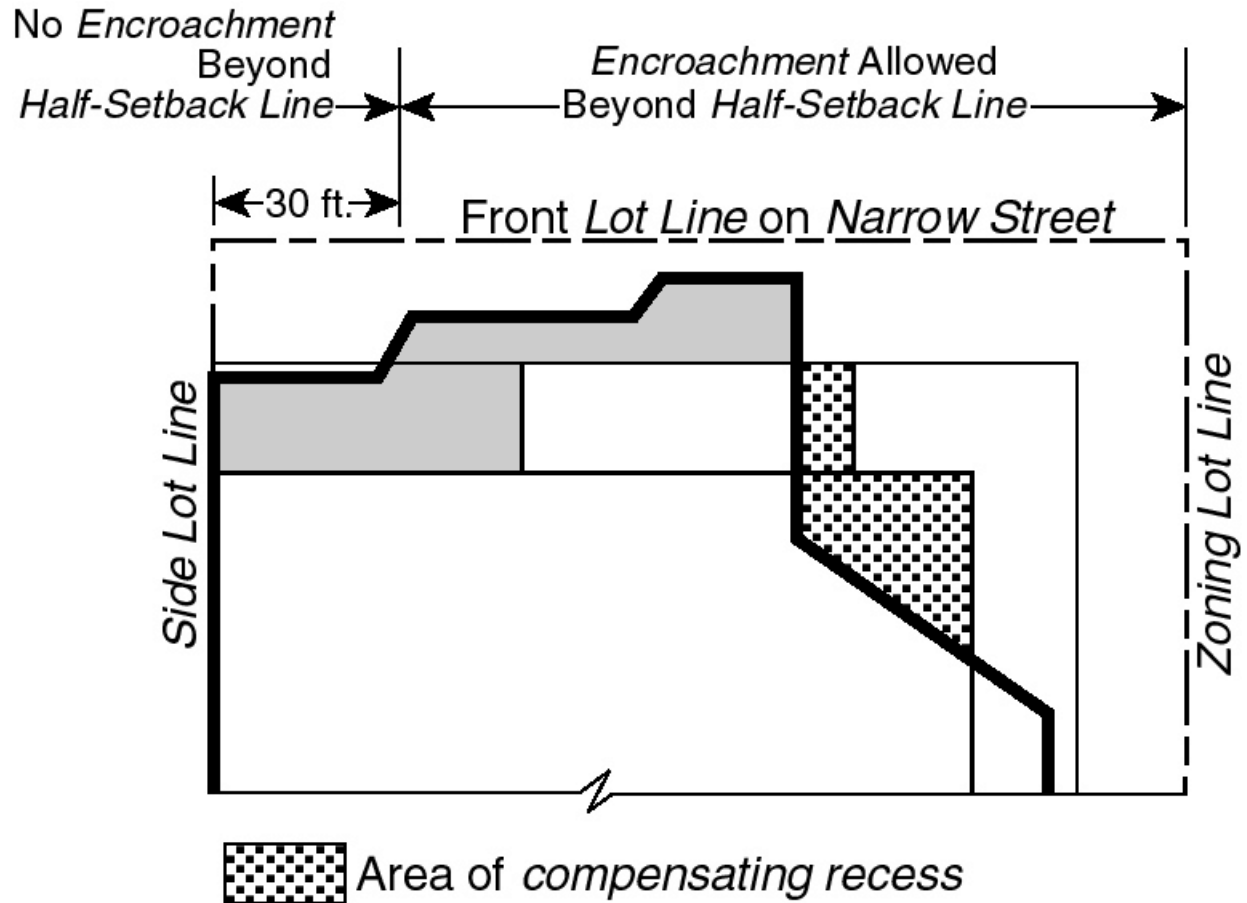 No Encroachment
Beyond
Half-Setback Line
Encroachment Allowed
Beyond Half-Setback Line
30 ft.
Front Lot Line on Narrow Street
Side Lot Line
Zoning Lot Line
Area of compensating recess